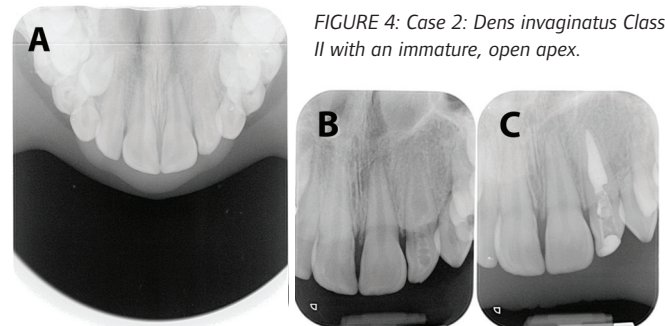 A
FIGURE 4: Case 2: Dens invaginatus Class
II with an immature, open apex.
B
C